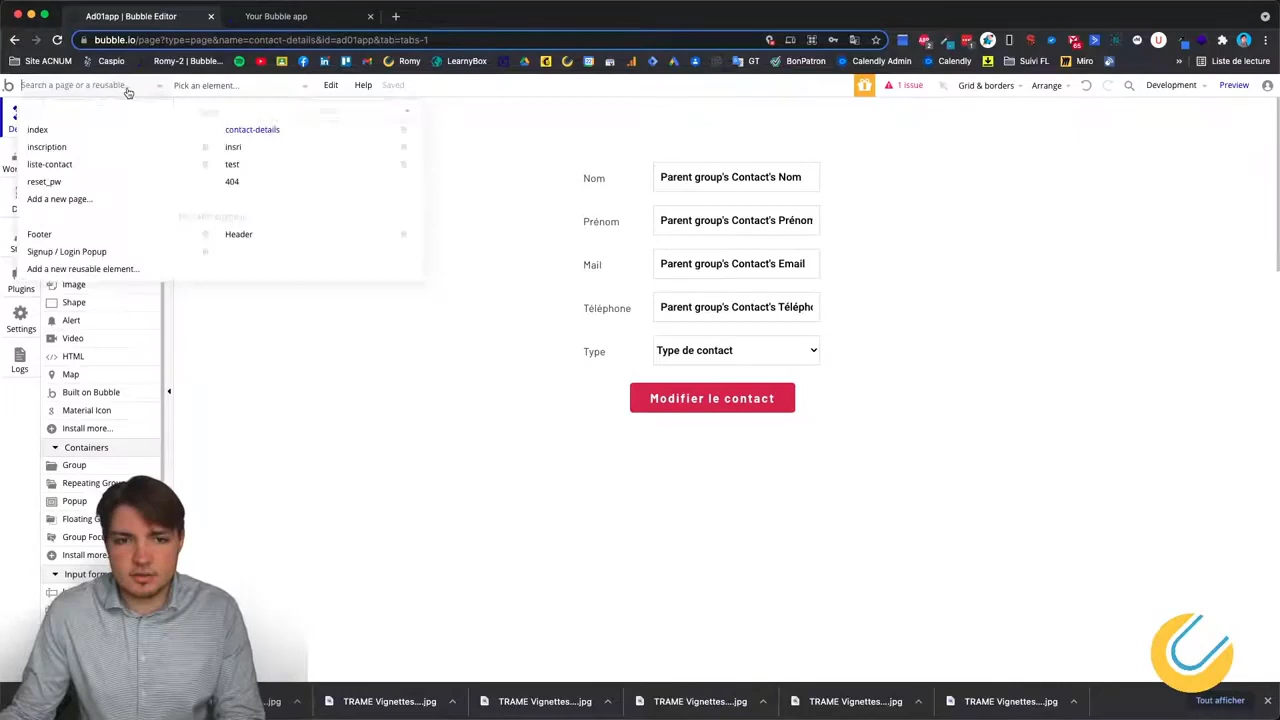 Ad01app | Bubble Editor
Your Bubble app
bubble.io/page?type=page&name=contact-details&id=ad01app&tab=tabs-1
Site ACNUM
Caspio
Romy-2 | Bubble...
LearnyBox
Romy
BonPatron
Calendly Admin
Calendly
Suivi FL
Miro
Liste de lecture
Search a page or a reusable...
Pick an element...
Edit
Help
Saved
1 issue
Grid & borders
Arrange
Development
Preview
index
contact-details
inscription
insri
liste-contact
test
reset_pw
404
Add a new page...
Footer
Header
Signup / Login Popup
Add a new reusable element...
Plugins
Settings
Logs
Image
Shape
Alert
Video
HTML
Map
Built on Bubble
Material Icon
Install more...
Containers
Group
Repeating Grou
Popup
Floating G
Group Foc
Install more
Input for
Nom
Parent group's Contact's Nom
Prénom
Parent group's Contact's Prénom
Mail
Parent group's Contact's Email
Téléphone
Parent group's Contact's Télépho
Type
Type de contact
Modifier le contact
...jpg
TRAME Vignettes....jpg
TRAME Vignettes....jpg
TRAME Vignettes....jpg
TRAME Vignettes....jpg
TRAME Vignettes....jpg
Tout afficher